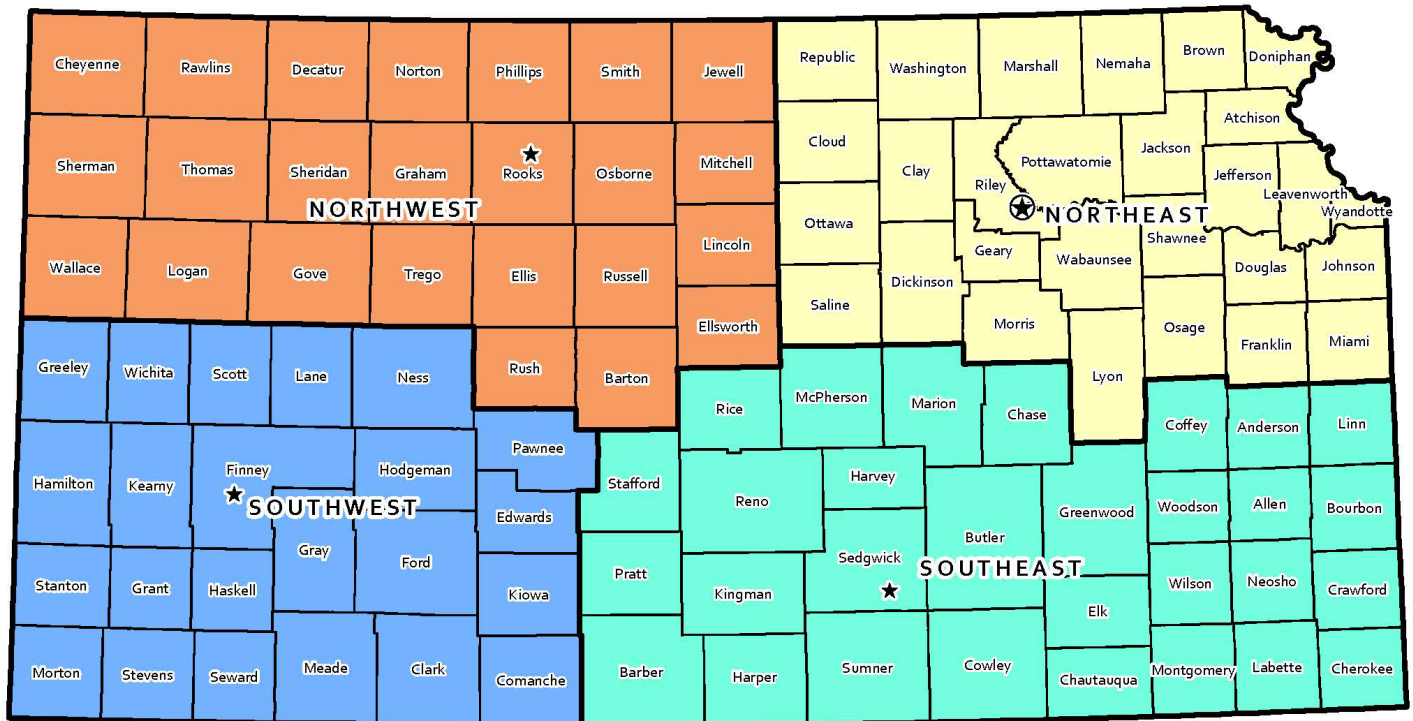 Cheyenne
Rawlins
Decatur
Norton
Phillips
Smith
Jewell
Republic
Washington
Marshall
Nemaha
Brown
Doniphan
Sherman
Thomas
Sheridan
Graham
Rooks
Osborne
Mitchell
Cloud
Clay
Riley
Pottawatomie
Jackson
Atchison
Jefferson
Leavenworth
Wyandotte
NORTHWEST
NORTHEAST
Wallace
Logan
Gove
Trego
Ellis
Russell
Lincoln
Ottawa
Geary
Wabaunsee
Shawnee
Douglas
Johnson
Ellsworth
Saline
Dickinson
Morris
Osage
Franklin
Miami
Greeley
Wichita
Scott
Lane
Ness
Rush
Barton
Rice
McPherson
Marion
Chase
Lyon
Coffey
Anderson
Linn
Hamilton
Kearny
Finney
Hodgeman
Pawnee
Stafford
Reno
Harvey
Greenwood
Woodson
Allen
Bourbon
SOUTHWEST
Edwards
Gray
Ford
Sedgwick
Butler
SOUTHEAST
Stanton
Grant
Haskell
Kiowa
Pratt
Kingman
Elk
Wilson
Neosho
Crawford
Morton
Stevens
Seward
Meade
Clark
Comanche
Barber
Harper
Sumner
Cowley
Chautauqua
Montgomery
Labette
Cherokee